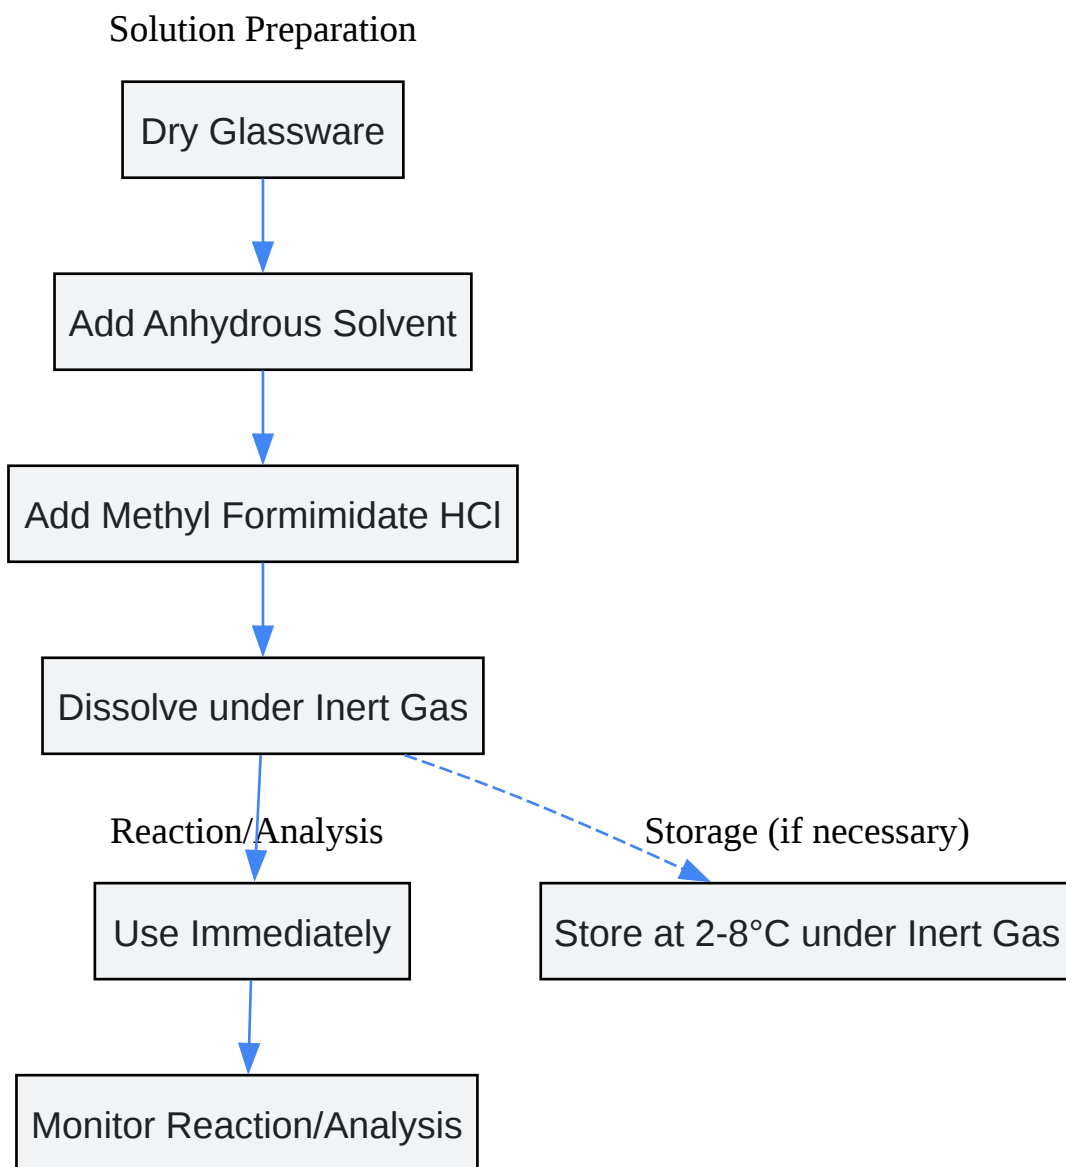 Solution Preparation
Dry Glassware
Add Anhydrous Solvent
Add Methyl Formimidate HCl
Dissolve under Inert Gas
Reaction/Analysis
Storage (if necessary)
Use Immediately
Store at 2-8°C under Inert Gas
Monitor Reaction/Analysis